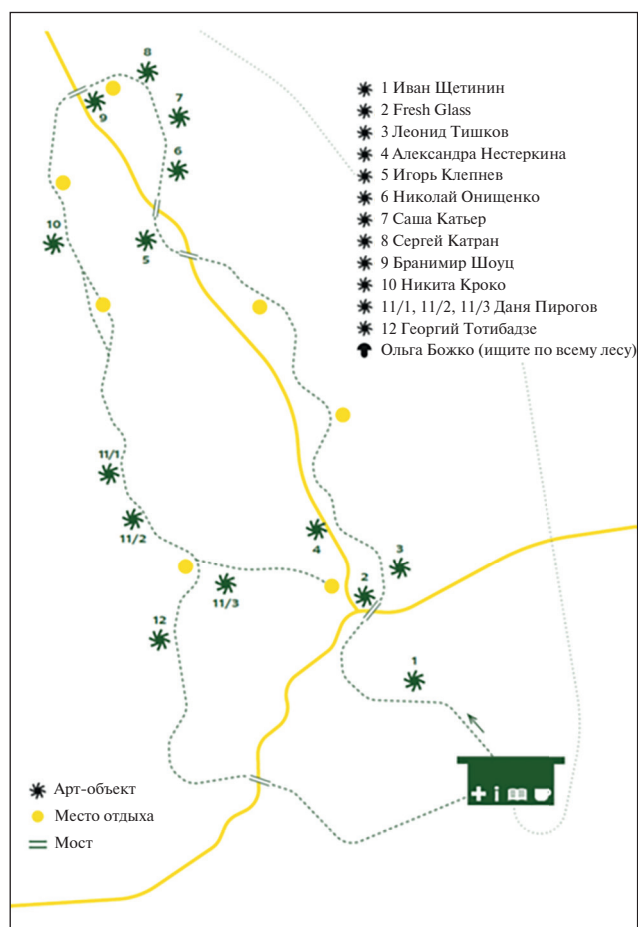 8
7
9
6
10
5
11/1
11/2
4
3
2
11/3
12
1
1 Иван Щетинин
2 Fresh Glass
3 Леонид Тишков
4 Александра Нестеркина
5 Игорь Клепнев
6 Николай Онищенко
7 Саша Катьер
8 Сергей Катран
9 Бранимир Шоуц
10 Никита Кроко
11/1, 11/2, 11/3 Даня Пирогов
12 Георгий Тотибадзе
Ольга Божко (ищите по всему лесу)
Арт-объект
Место отдыха
Мост
i